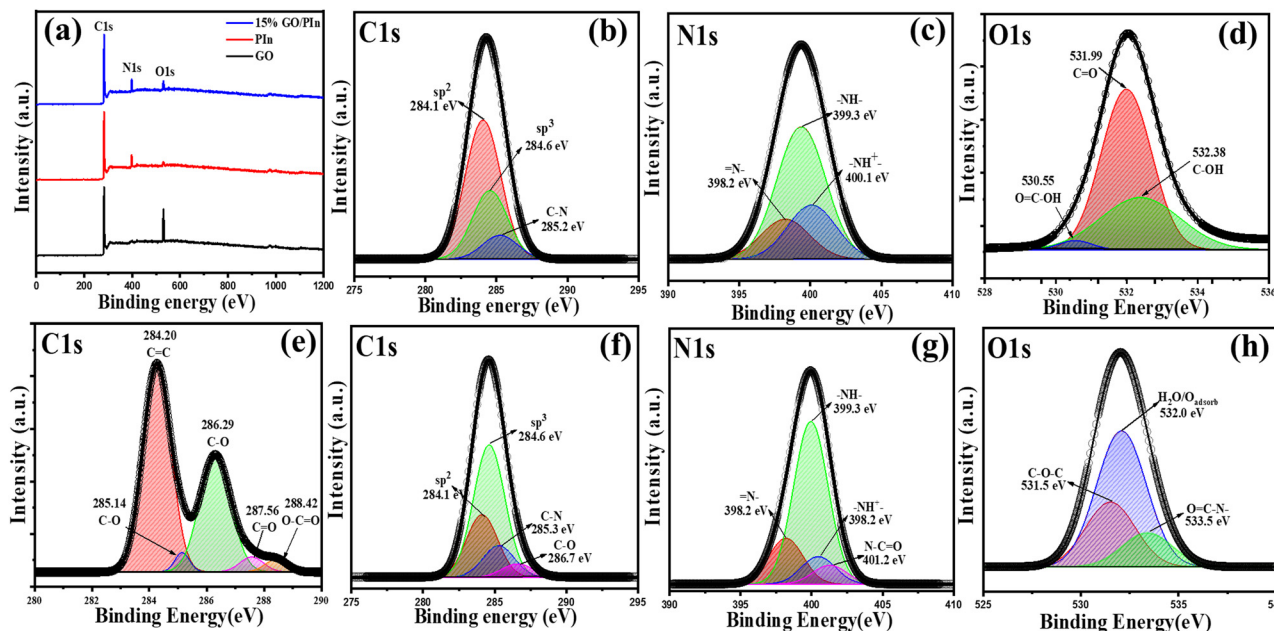 (a)
C1s
N1s
O1s
15% GO/PIn
PIn
GO
Intensity (a.u.)
0 200 400 600 800 1000 1200
Binding energy (eV)
C1s
(b)
sp2
284.1 eV
sp3
284.6 eV
C-N
285.2 eV
Intensity (a.u.)
275 280 285 290 295
Binding energy (eV)
N1s
(c)
-NH-
399.3 eV
=N-
398.2 eV
-NH+-
400.1 eV
Intensity (a.u.)
390 395 400 405 410
Binding energy (eV)
O1s
(d)
531.99
C=O
532.38
C-OH
530.55
O=C-OH
Intensity (a.u.)
528 530 532 534 536
Binding Energy(eV)
C1s
(e)
284.20
C=C
286.29
C-O
285.14
C-O
287.56
C=O
288.42
O-C=O
Intensity (a.u.)
280 282 284 286 288 290
Binding Energy(eV)
C1s
(f)
sp3
284.6 eV
sp2
284.1 eV
C-N
285.3 eV
C-O
286.7 eV
Intensity (a.u.)
275 280 285 290 295
Binding Energy(eV)
N1s
(g)
-NH-
399.3 eV
=N-
398.2 eV
-NH+-
398.2 eV
N-C=O
401.2 eV
Intensity (a.u.)
390 395 400 405 410
Binding Energy(eV)
O1s
(h)
H2O/Oadsorb
532.0 eV
C-O-C
531.5 eV
O=C-N-
533.5 eV
Intensity (a.u.)
525 530 535
Binding Energy(eV)